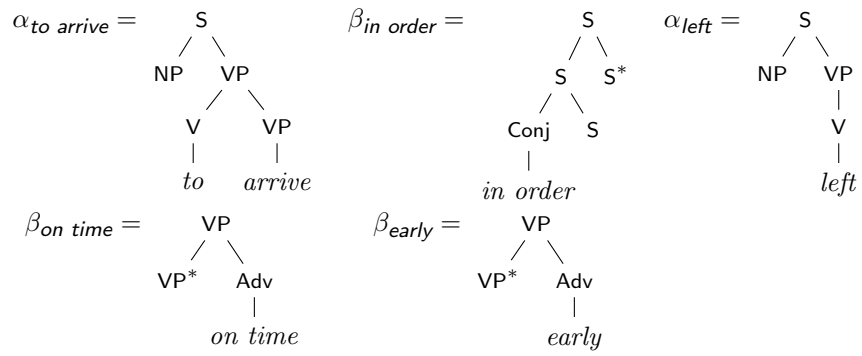 α_to arrive = S β_in order = S α_left = S
NP VP S S* NP VP
V VP Conj S V
to arrive in order left
β_on time = VP β_early = VP
VP* Adv VP* Adv
on time early